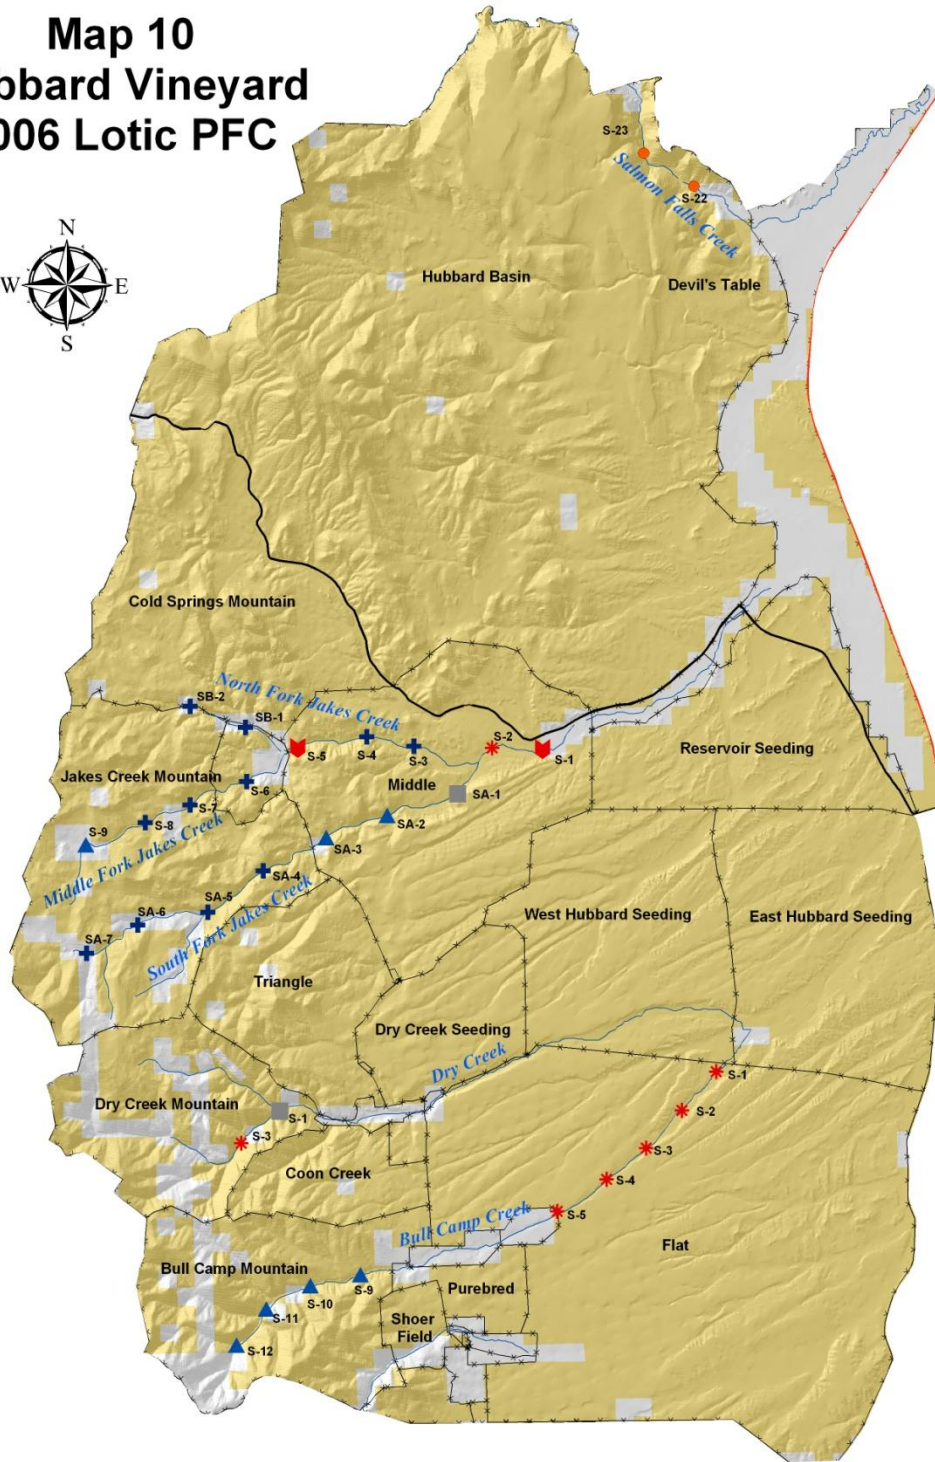 Map 10
bbard Vineyard
006 Lotic PFC
N
W
E
S
S-23
Salmon Falls Creek
S-22
Hubbard Basin
Devil's Table
Cold Springs Mountain
SB-2
North Fork Jakes Creek
SB-1
S-5
S-4
S-3
S-2
S-1
Reservoir Seeding
Jakes Creek Mountain
S-6
Middle
SA-1
S-7
S-8
SA-2
S-9
Middle Fork Jakes Creek
SA-3
SA-4
SA-5
SA-6
South Fork Jakes Creek
SA-7
West Hubbard Seeding
East Hubbard Seeding
Triangle
Dry Creek Seeding
Dry Creek
S-1
Dry Creek Mountain
S-1
S-2
S-3
S-3
Coon Creek
S-4
S-5
Bull Camp Creek
Flat
Bull Camp Mountain
S-9
S-10
Purebred
S-11
Shoer
Field
S-12